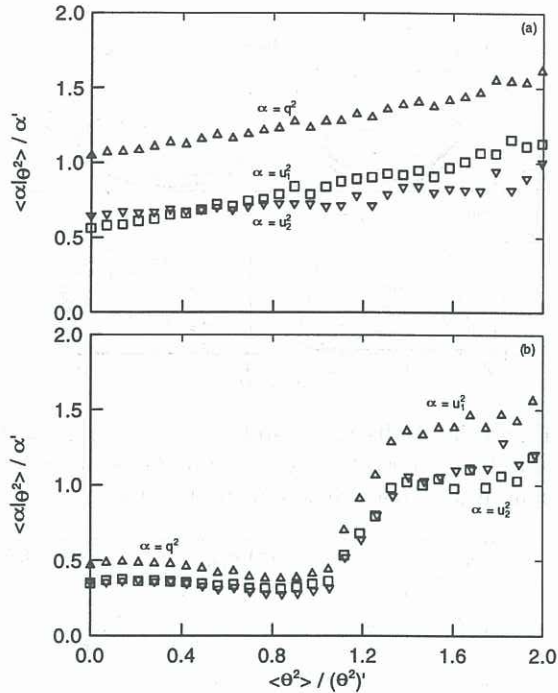 2.0
(a)
1.5
α = q²
<α|θ²> / α'
1.0
α = u₁²
α = u₂²
0.5
0.0
2.0
(b)
1.5
α = u₁²
<α|θ²> / α'
1.0
α = u₂²
0.5
α = q²
0.0
0.0 0.4 0.8 1.2 1.6 2.0
<θ²> / (θ²)'